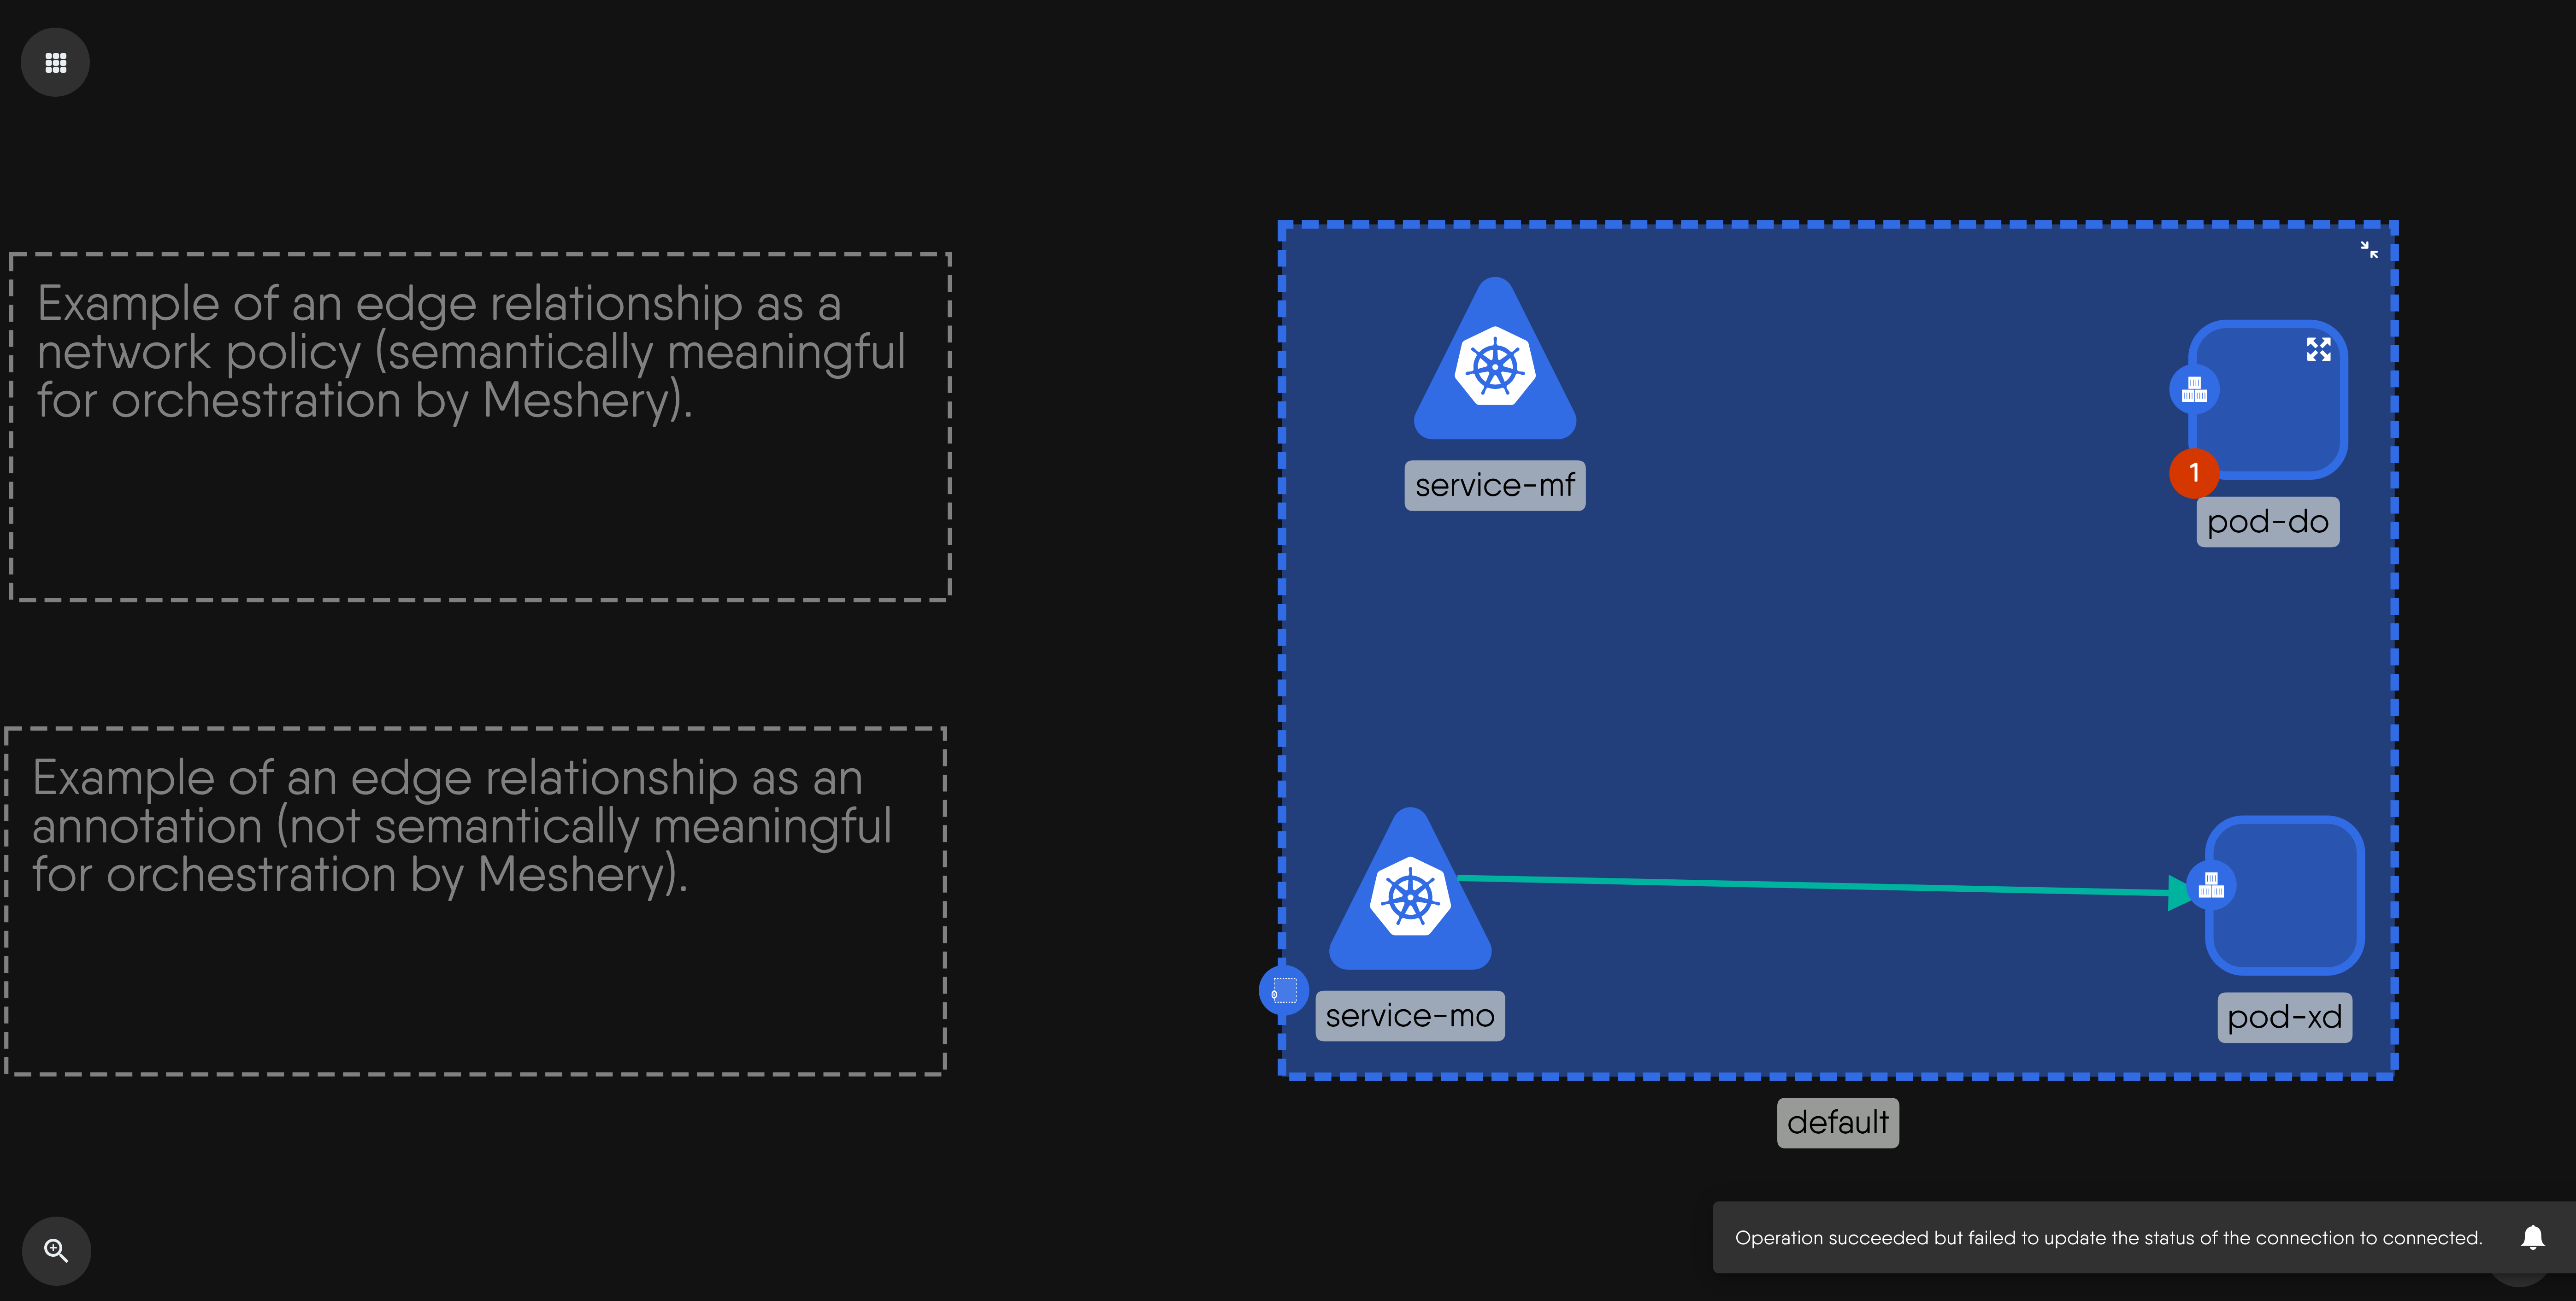 Example of an edge relationship as a
network policy (semantically meaningful
for orchestration by Meshery).
service-mf
1
pod-do
Example of an edge relationship as an
annotation (not semantically meaningful
for orchestration by Meshery).
service-mo
pod-xd
default
Operation succeeded but failed to update the status of the connection to connected.